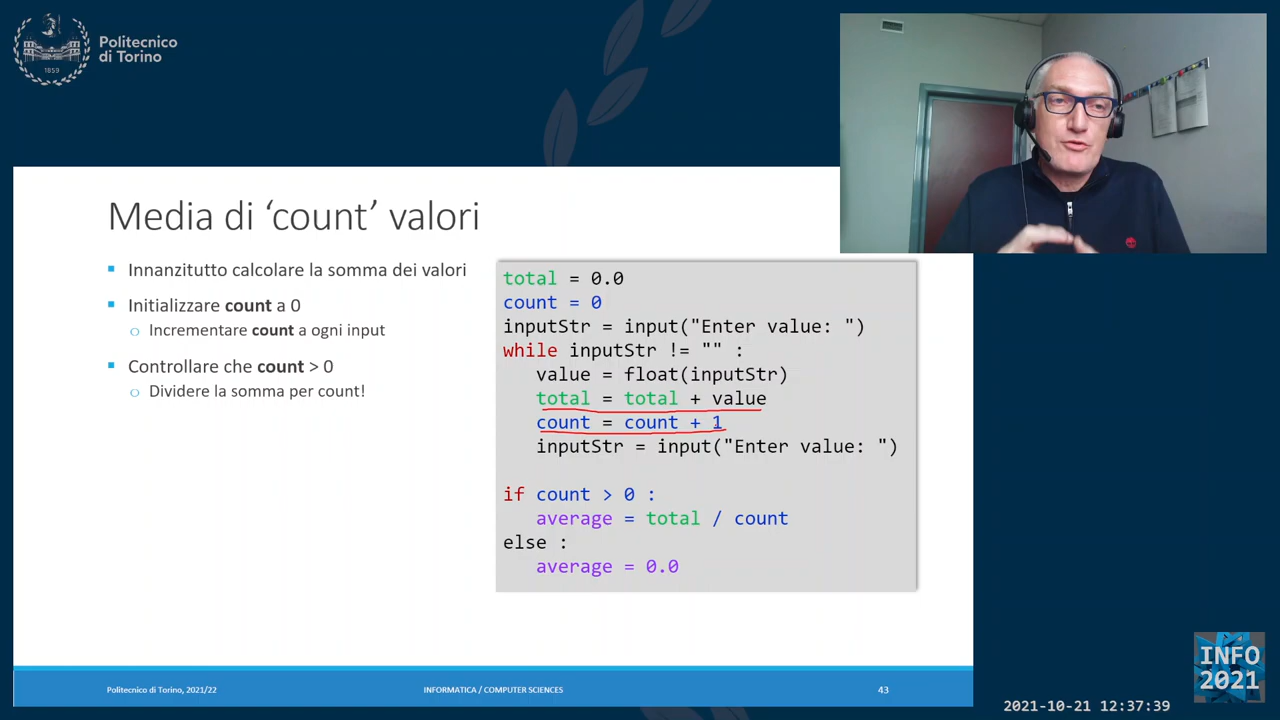 Politecnico
di Torino
1859
Media di ‘count’ valori
▪ Innanzitutto calcolare la somma dei valori
▪ Initializzare count a 0
o Incrementare count a ogni input
▪ Controllare che count > 0
o Dividere la somma per count!
total = 0.0
count = 0
inputStr = input("Enter value: ")
while inputStr != "" :
value = float(inputStr)
total = total + value
count = count + 1
inputStr = input("Enter value: ")
if count > 0 :
average = total / count
else :
average = 0.0
Politecnico di Torino, 2021/22
INFORMATICA / COMPUTER SCIENCES
43
INFO
2021
2021-10-21 12:37:39